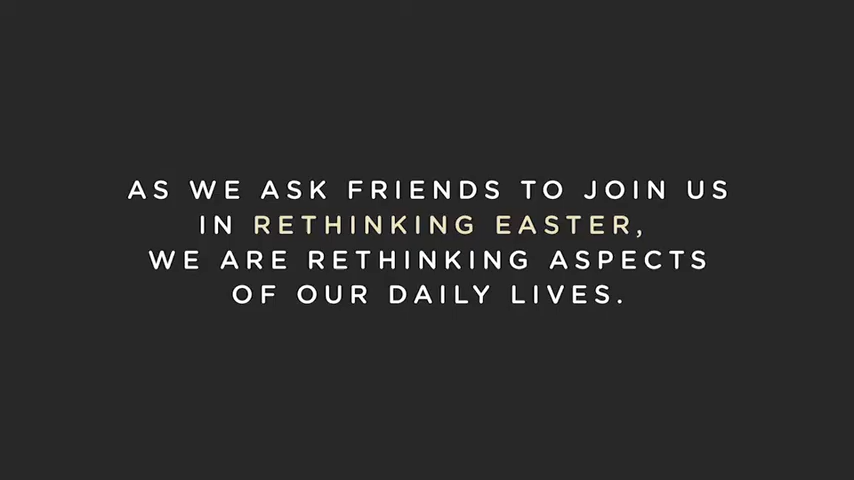 AS WE ASK FRIENDS TO JOIN US
IN RETHINKING EASTER,
WE ARE RETHINKING ASPECTS
OF OUR DAILY LIVES.